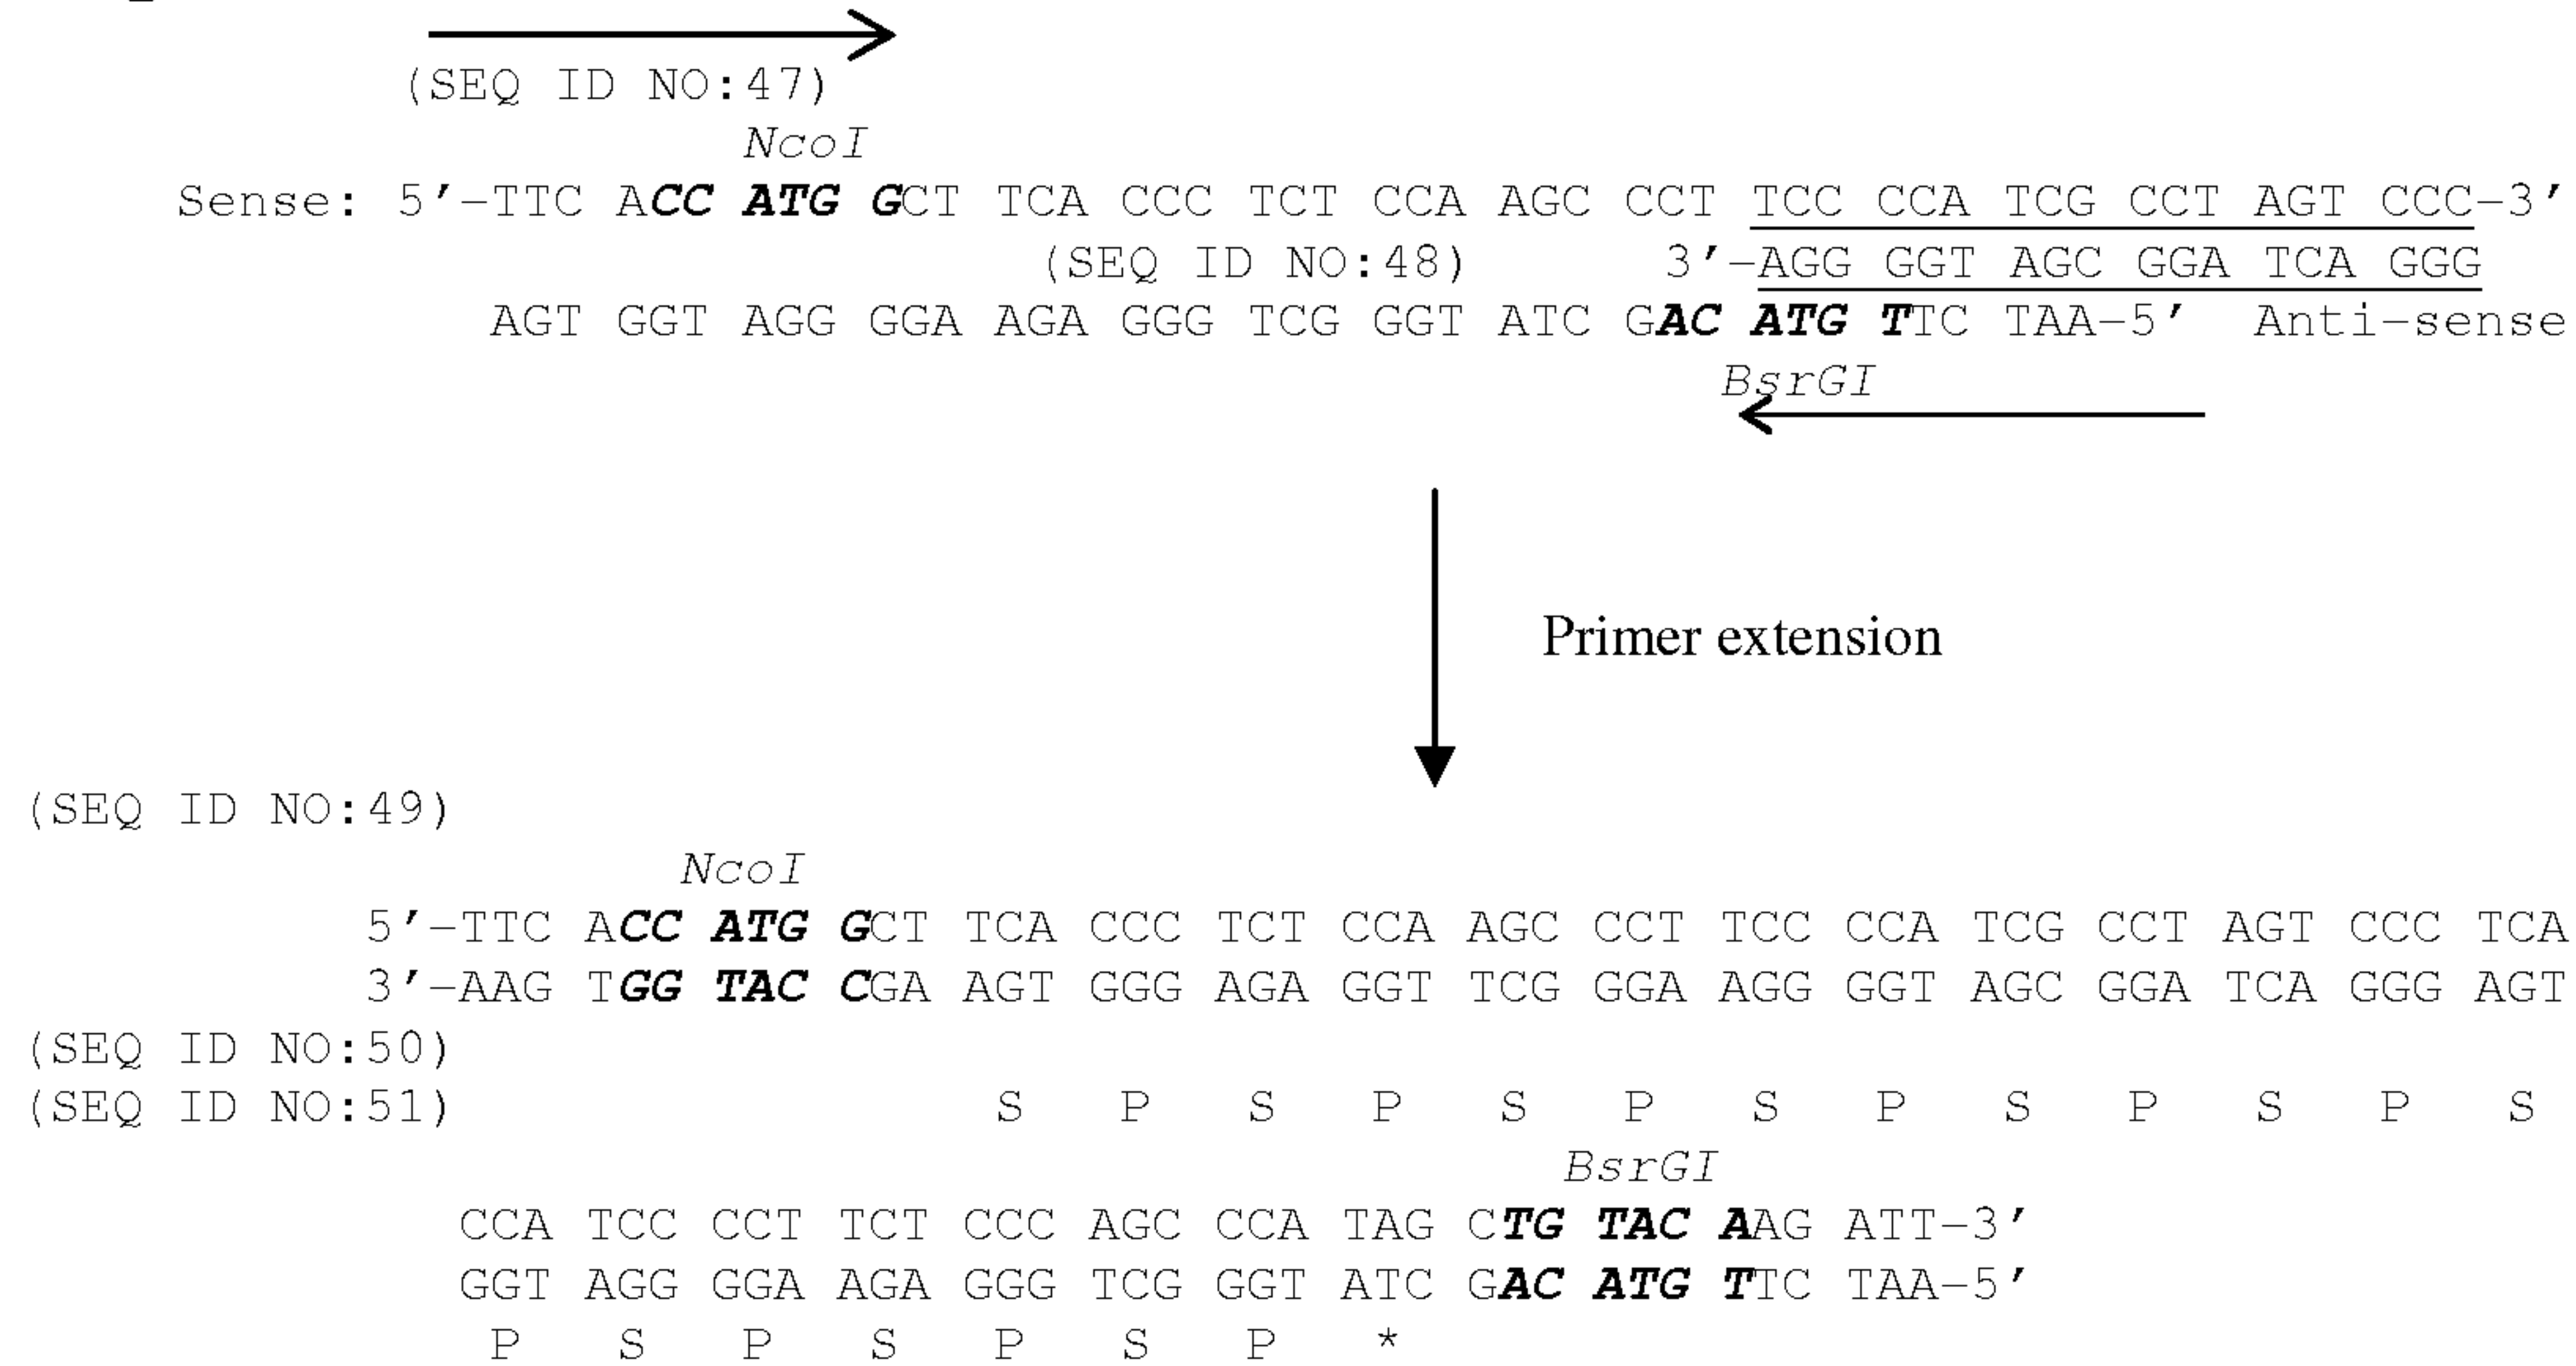 (SEQ ID NO:47)
NcoI
Sense: 5′-TTC ACC ATG GCT TCA CCC TCT CCA AGC CCT TCC CCA TCG CCT AGT CCC-3′
(SEQ ID NO:48) 3′-AGG GGT AGC GGA TCA GGG
AGT GGT AGG GGA AGA GGG TCG GGT ATC GAC ATG TTC TAA-5′ Anti-sense
BsrGI
Primer extension
(SEQ ID NO:49)
NcoI
5′-TTC ACC ATG GCT TCA CCC TCT CCA AGC CCT TCC CCA TCG CCT AGT CCC TCA
3′-AAG TGG TAC CGA AGT GGG AGA GGT TCG GGA AGG GGT AGC GGA TCA GGG AGT
(SEQ ID NO:50)
(SEQ ID NO:51) S P S P S P S P S P S P S
BsrGI
CCA TCC CCT TCT CCC AGC CCA TAG CTG TAC AAG ATT-3′
GGT AGG GGA AGA GGG TCG GGT ATC GAC ATG TTC TAA-5′
P S P S P S P *